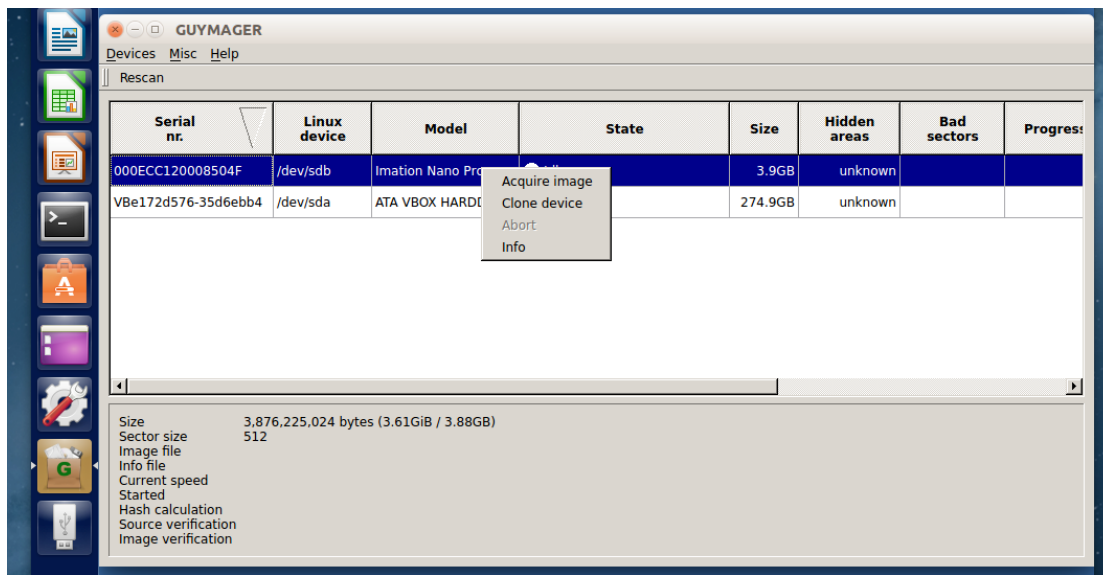 GUYMAGER
Devices Misc Help
Rescan
Serial nr. Linux device Model State Size Hidden areas Bad sectors Progress
000ECC120008504F /dev/sdb Imation Nano Pro 3.9GB unknown
Acquire image
VBe172d576-35d6ebb4 /dev/sda ATA VBOX HARDD 274.9GB unknown
Clone device
Abort
Info
Size 3,876,225,024 bytes (3.61GiB / 3.88GB)
Sector size 512
Image file
Info file
Current speed
Started
Hash calculation
Source verification
Image verification
G